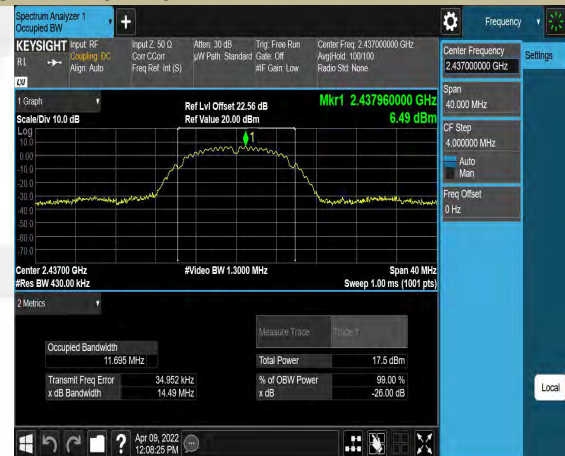 Spectrum Analyzer 1
Occupied BW
Frequency
KEYSIGHT
R L
Input: RF
Coupling: DC
Align: Auto
Input Z: 50 Ω
Corr CCorr
Freq Ref: Int (S)
Atten: 30 dB
µW Path: Standard
Trig: Free Run
Gate: Off
#IF Gain: Low
Center Freq: 2.437000000 GHz
Avg|Hold: 100/100
Radio Std: None
LXI
1 Graph
Scale/Div 10.0 dB
Ref Lvl Offset 22.56 dB
Ref Value 20.00 dBm
Mkr1 2.437960000 GHz
6.49 dBm
Log
10.0
0.00
-10.0
-20.0
-30.0
-40.0
-50.0
-60.0
-70.0
1
Center 2.43700 GHz
#Res BW 430.00 kHz
#Video BW 1.3000 MHz
Span 40 MHz
Sweep 1.00 ms (1001 pts)
2 Metrics
Measure Trace
Trace 1
Occupied Bandwidth
11.695 MHz
Total Power
17.5 dBm
Transmit Freq Error
34.952 kHz
% of OBW Power
99.00 %
x dB Bandwidth
14.49 MHz
x dB
-26.00 dB
Center Frequency
2.437000000 GHz
Settings
Span
40.000 MHz
CF Step
4.000000 MHz
Auto
Man
Freq Offset
0 Hz
Local
Apr 09, 2022
12:08:25 PM